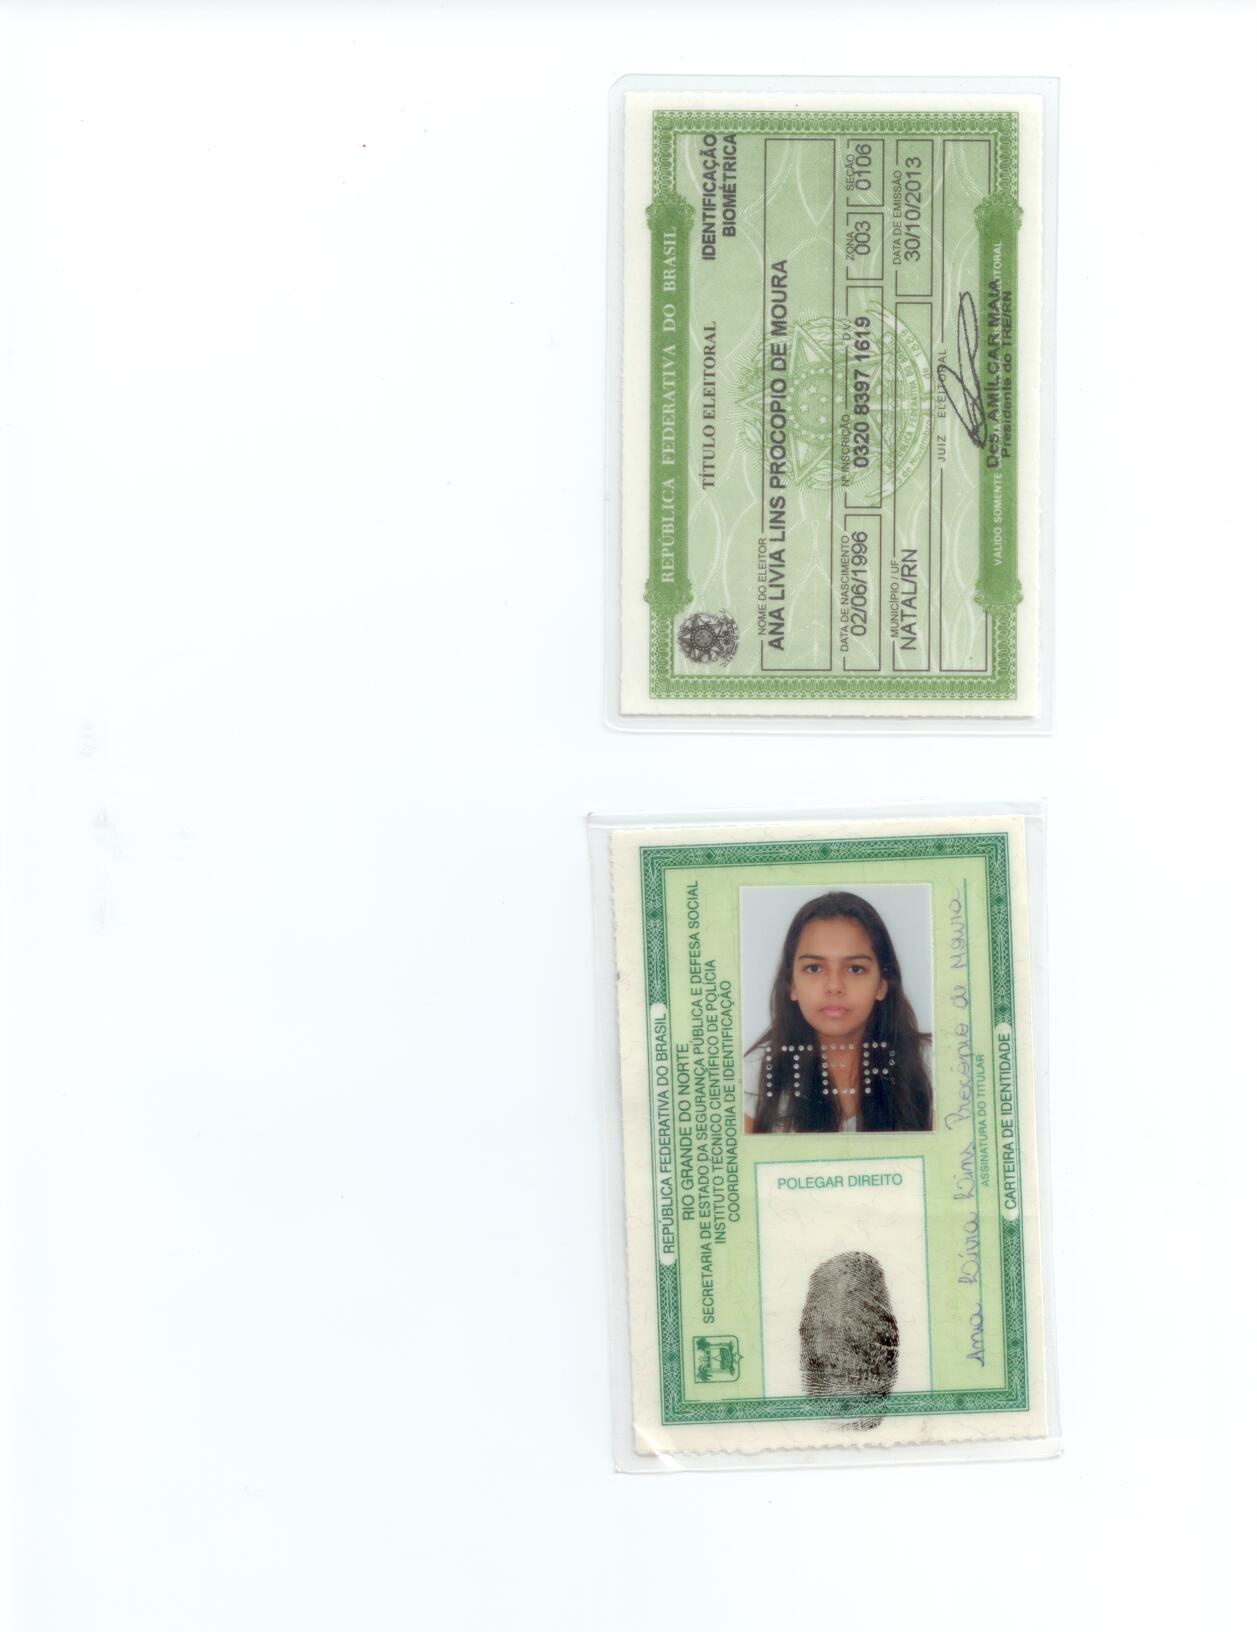 REPÚBLICA FEDERATIVA DO BRASIL
TÍTULO ELEITORAL
IDENTIFICAÇÃO
BIOMÉTRICA
NOME DO ELEITOR
ANA LIVIA LINS PROCOPIO DE MOURA
DATA DE NASCIMENTO Nº INSCRIÇÃO D.V. ZONA SEÇÃO
02/06/1996 0320 8397 1619 003 0106
MUNICÍPIO / UF DATA DE EMISSÃO
NATAL/RN 30/10/2013
JUIZ ELEITORAL
Des. AMILCAR MAIA
Presidente do TRE/RN
VALIDO SOMENTE ITORAL
REPÚBLICA FEDERATIVA DO BRASIL
RIO GRANDE DO NORTE
SECRETARIA DE ESTADO DA SEGURANÇA PÚBLICA E DEFESA SOCIAL
INSTITUTO TÉCNICO CIENTÍFICO DE POLÍCIA
COORDENADORIA DE IDENTIFICAÇÃO
POLEGAR DIREITO
ITEP
Ana Lívia Lins Procópio de Moura
ASSINATURA DO TITULAR
CARTEIRA DE IDENTIDADE